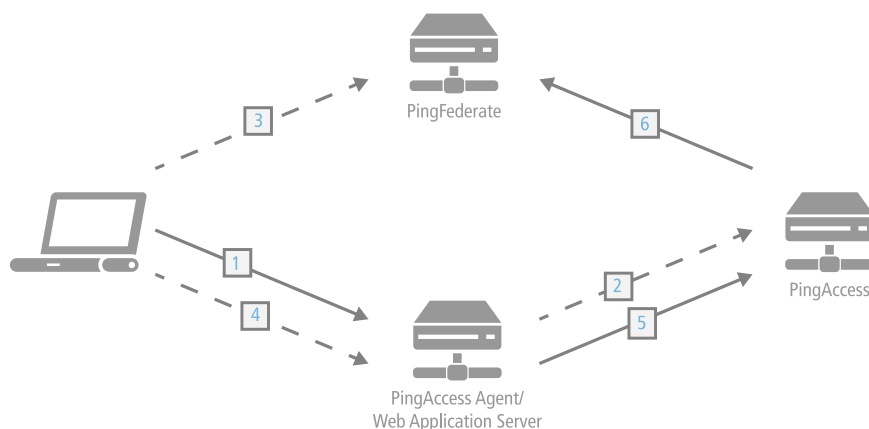 PingFederate
3
6
1
2
4
5
PingAccess
PingAccess Agent/
Web Application Server